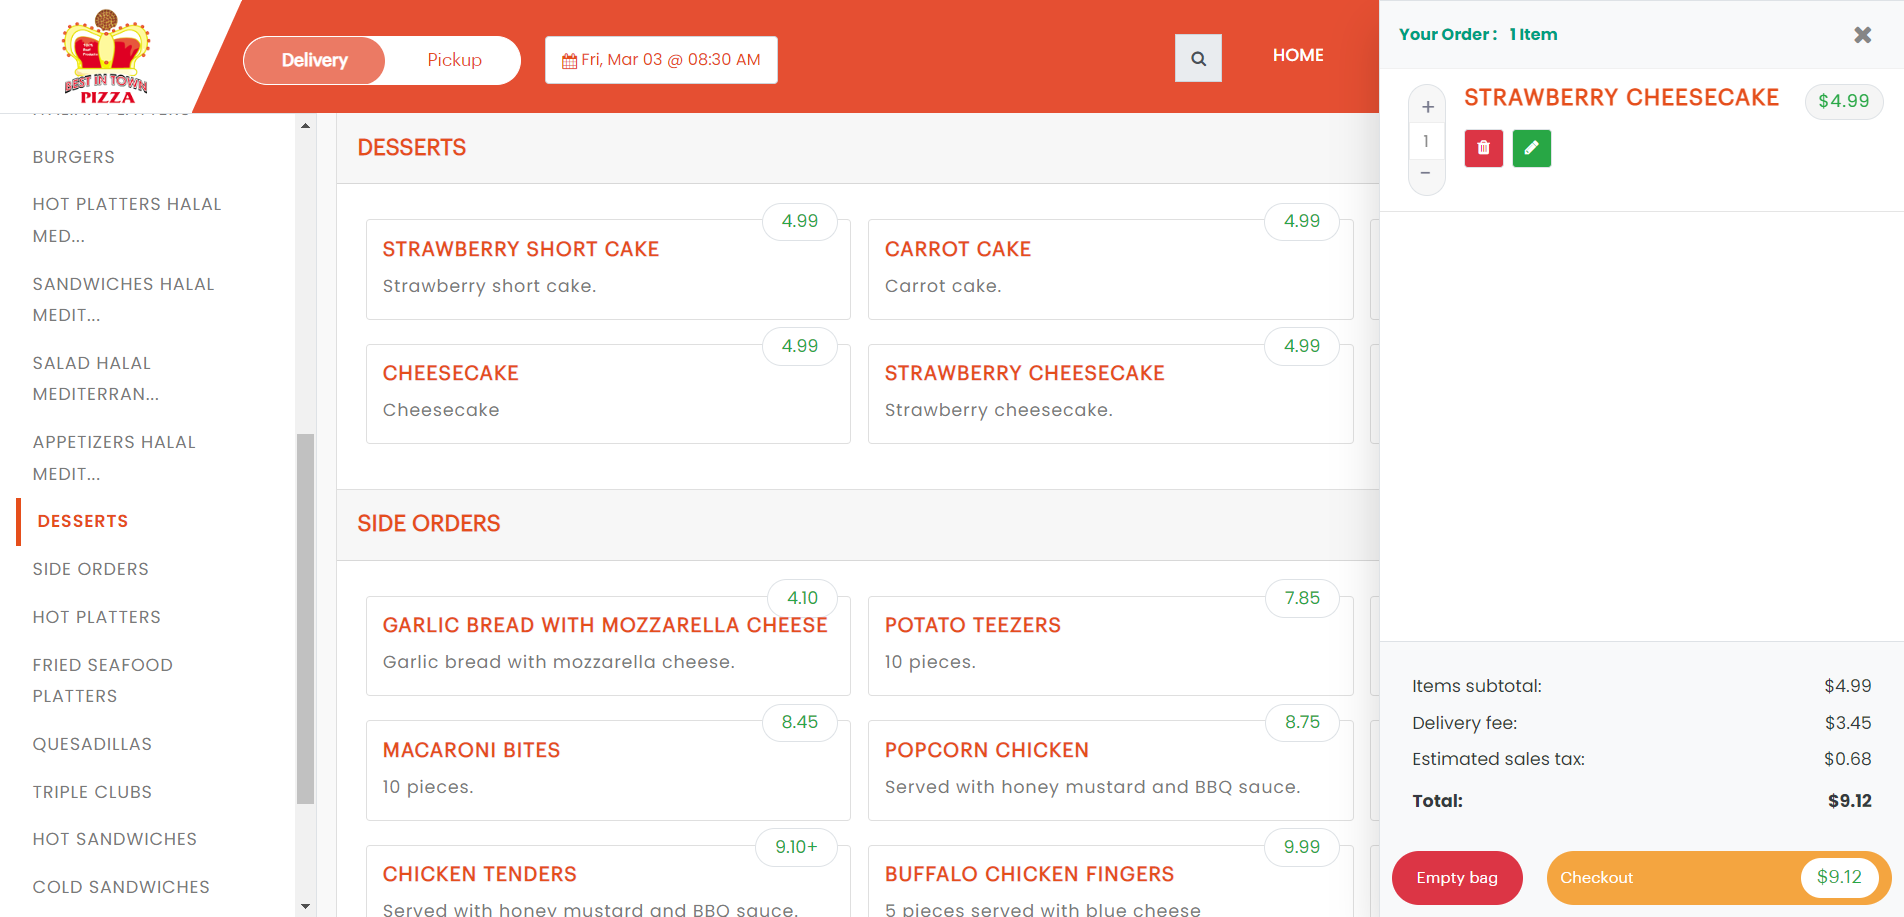 BEST IN TOWN
PIZZA
Delivery
Pickup
Fri, Mar 03 @ 08:30 AM
HOME
ITALIAN PLATTERS
BURGERS
HOT PLATTERS HALAL
MED...
SANDWICHES HALAL
MEDIT...
SALAD HALAL
MEDITERRAN...
APPETIZERS HALAL
MEDIT...
DESSERTS
SIDE ORDERS
HOT PLATTERS
FRIED SEAFOOD
PLATTERS
QUESADILLAS
TRIPLE CLUBS
HOT SANDWICHES
COLD SANDWICHES
DESSERTS
4.99
STRAWBERRY SHORT CAKE
Strawberry short cake.
4.99
CARROT CAKE
Carrot cake.
4.99
CHEESECAKE
Cheesecake
4.99
STRAWBERRY CHEESECAKE
Strawberry cheesecake.
SIDE ORDERS
4.10
GARLIC BREAD WITH MOZZARELLA CHEESE
Garlic bread with mozzarella cheese.
7.85
POTATO TEEZERS
10 pieces.
8.45
MACARONI BITES
10 pieces.
8.75
POPCORN CHICKEN
Served with honey mustard and BBQ sauce.
9.10+
CHICKEN TENDERS
Served with honey mustard and BBQ sauce.
9.99
BUFFALO CHICKEN FINGERS
5 pieces served with blue cheese
Your Order : 1 Item
+
1
−
STRAWBERRY CHEESECAKE
$4.99
Items subtotal: $4.99
Delivery fee: $3.45
Estimated sales tax: $0.68
Total: $9.12
Empty bag
Checkout $9.12